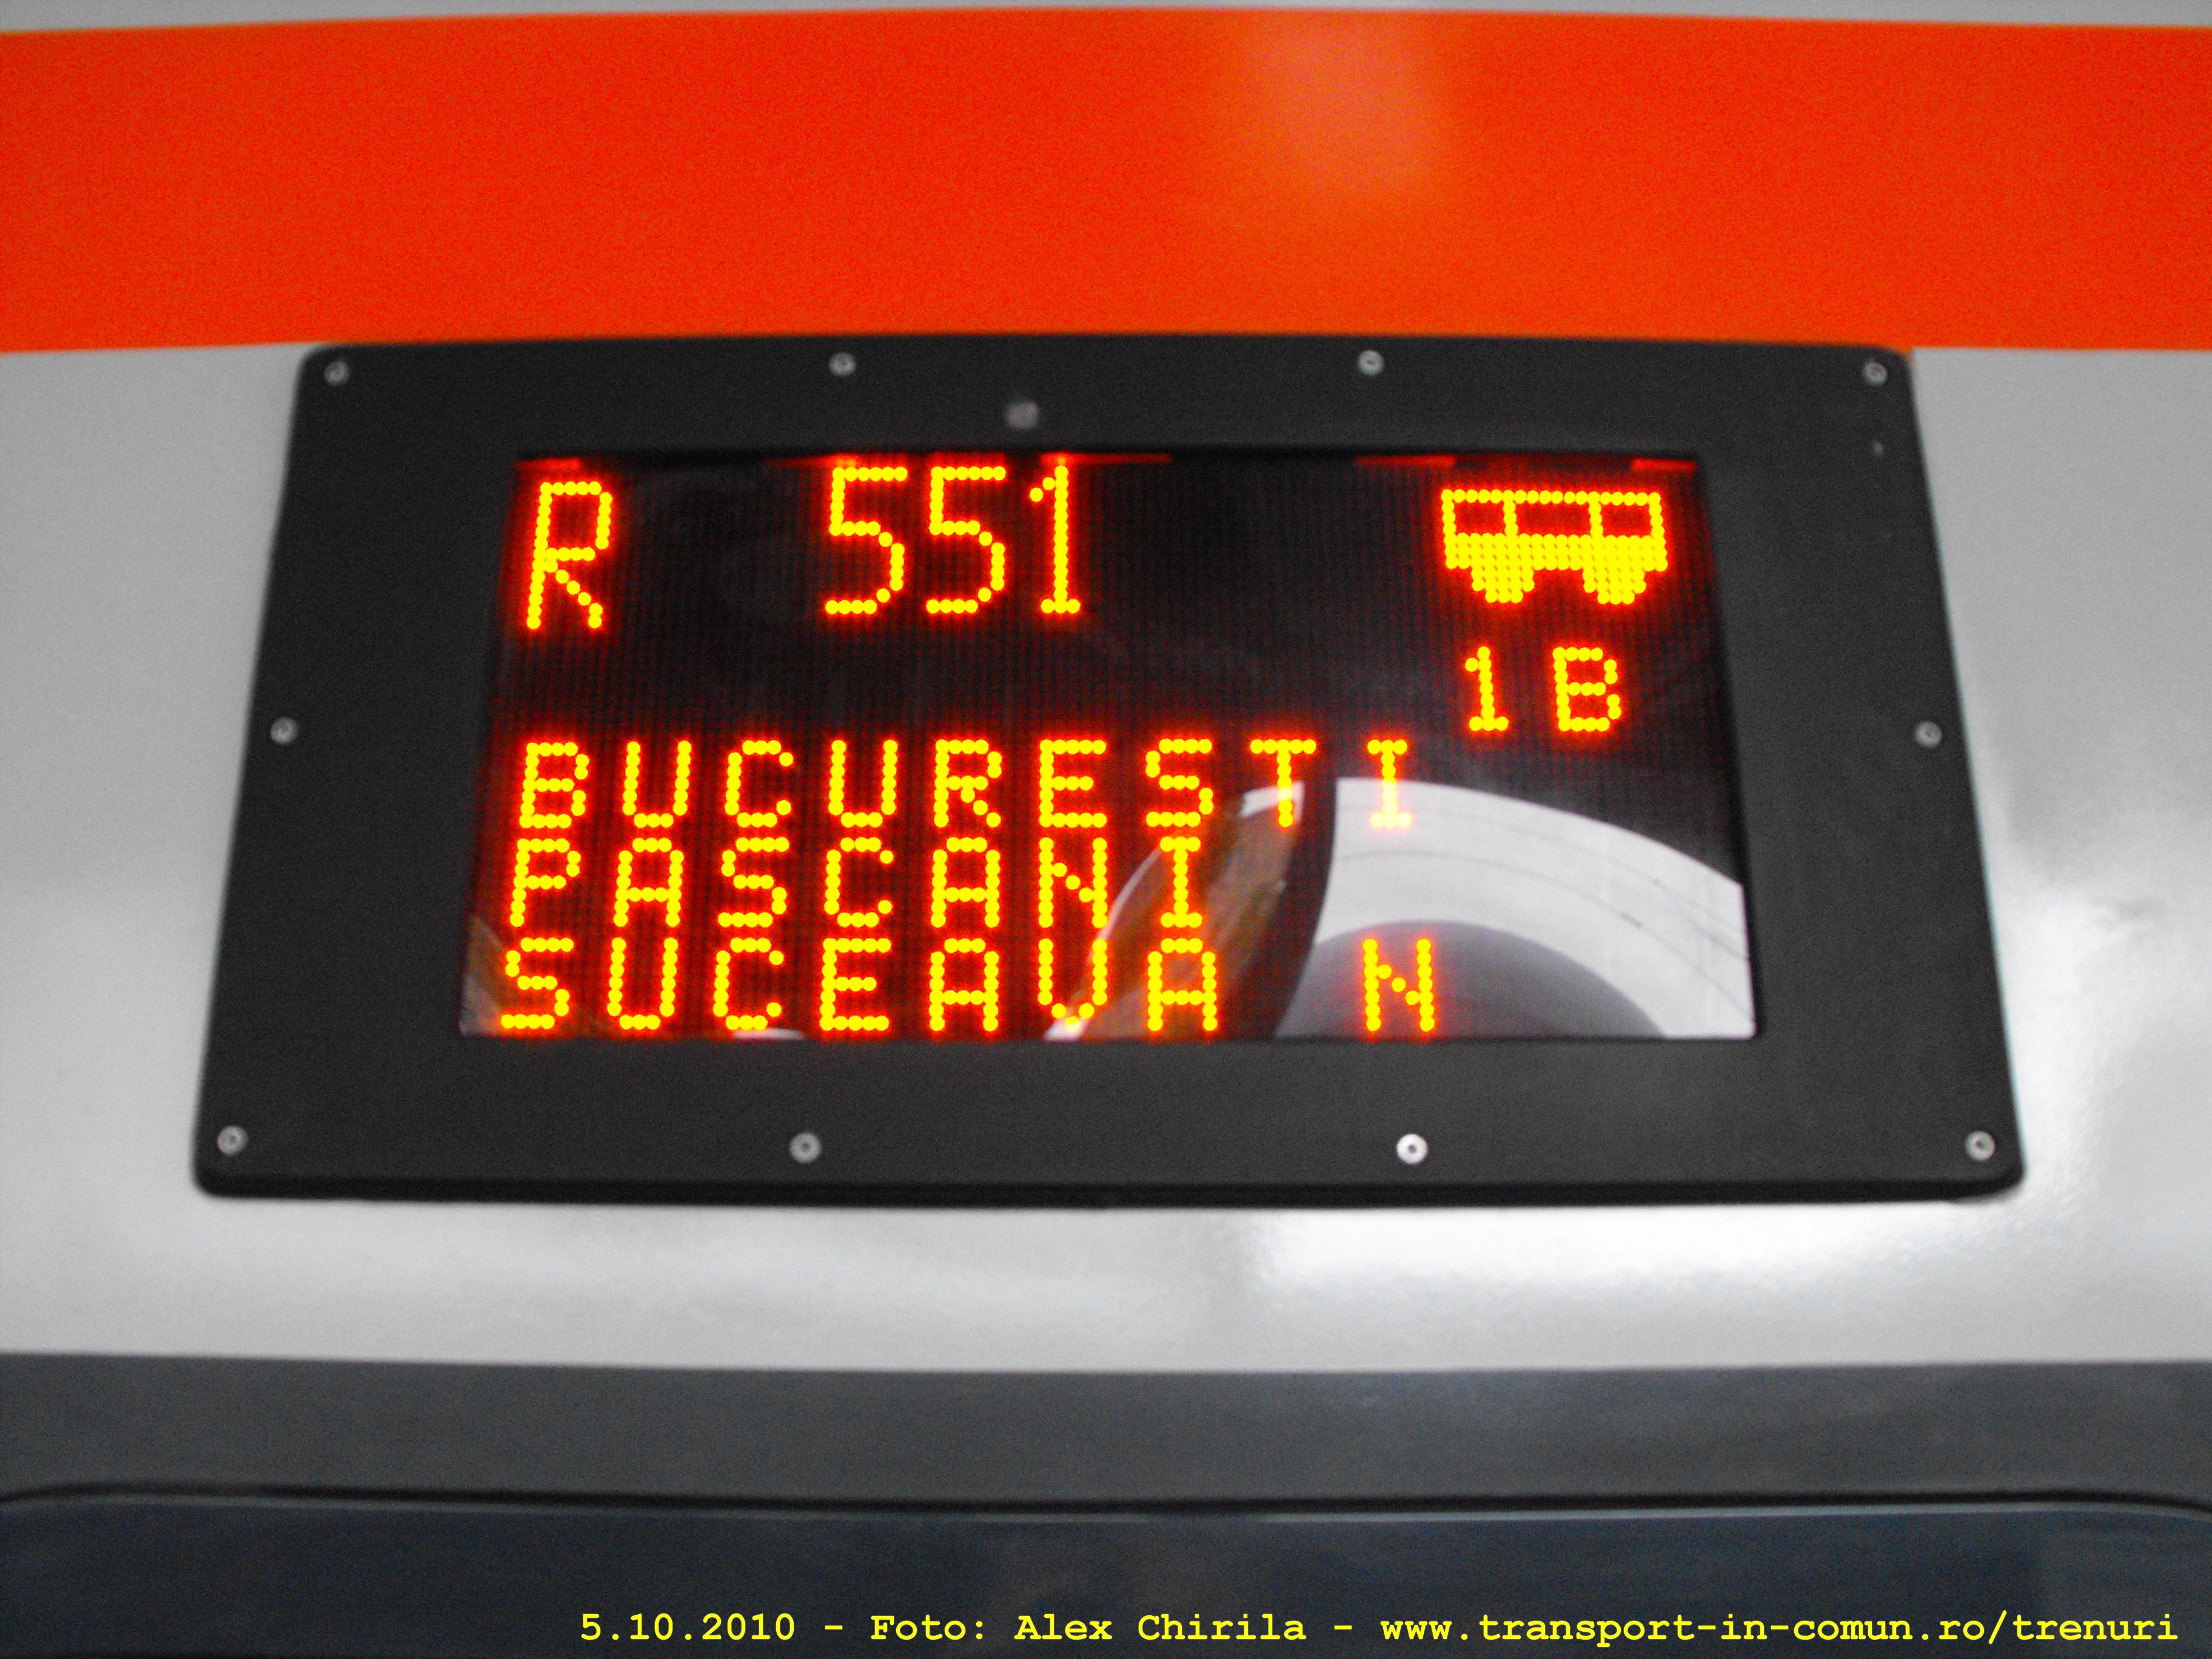 R 551
1B
BUCURESTI
PASCANI
SUCEAVA N
5.10.2010 - Foto: Alex Chirila - www.transport-in-comun.ro/trenuri